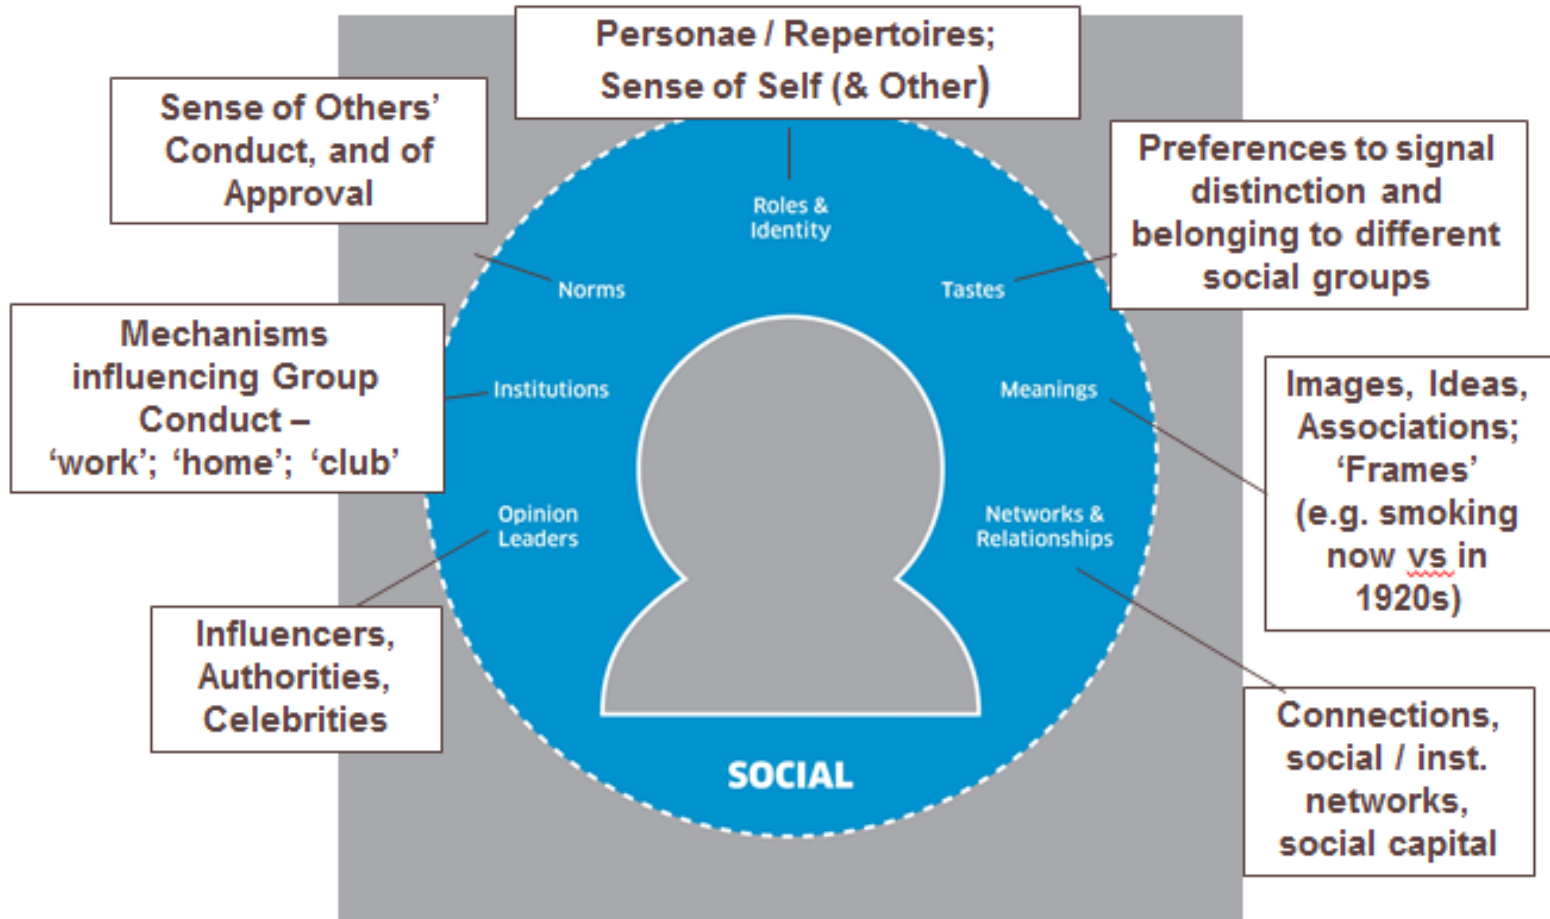 Personae / Repertoires;
Sense of Self (& Other)
Sense of Others’
Conduct, and of
Approval
Preferences to signal
distinction and
belonging to different
social groups
Roles &
Identity
Norms
Tastes
Mechanisms
influencing Group
Conduct –
‘work’; ‘home’; ‘club’
Institutions
Meanings
Images, Ideas,
Associations;
‘Frames’
(e.g. smoking
now vs in
1920s)
Opinion
Leaders
Networks &
Relationships
Influencers,
Authorities,
Celebrities
Connections,
social / inst.
networks,
social capital
SOCIAL